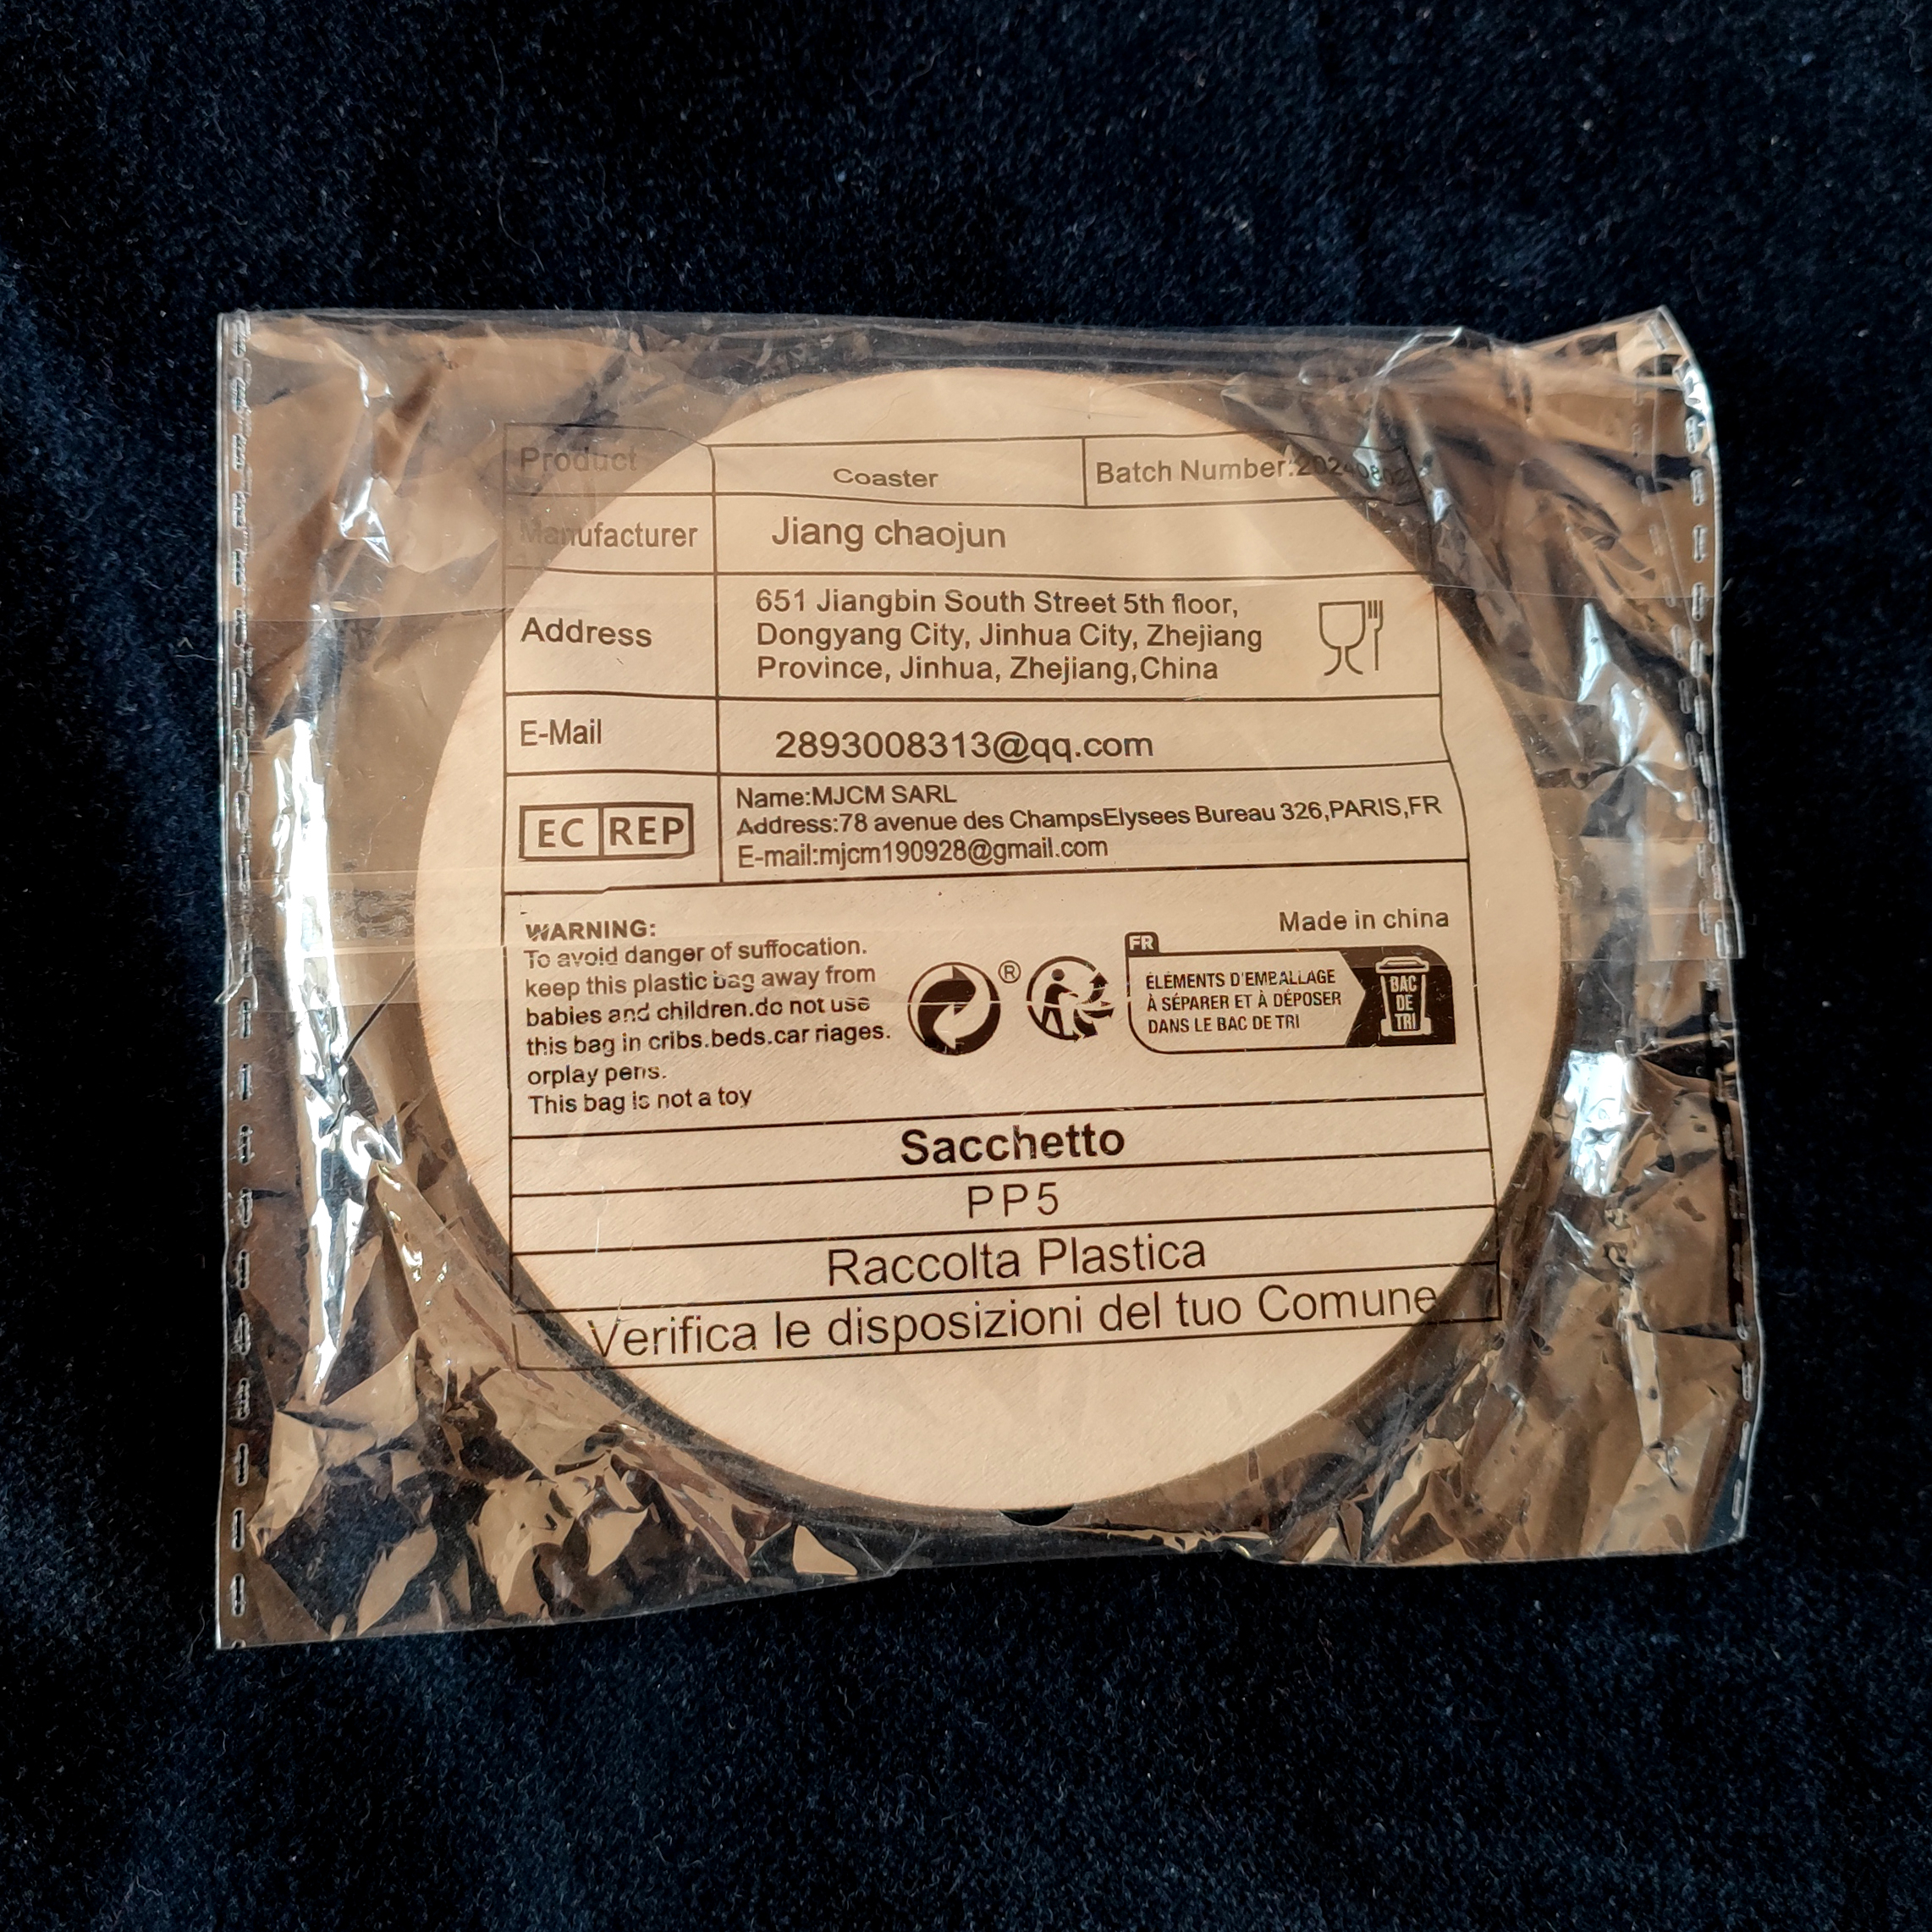 Product
Coaster
Batch Number:20240802
Manufacturer
Jiang chaojun
Address
651 Jiangbin South Street 5th floor,
Dongyang City, Jinhua City, Zhejiang
Province, Jinhua, Zhejiang,China
E-Mail
2893008313@qq.com
EC REP
Name:MJCM SARL
Address:78 avenue des ChampsElysees Bureau 326,PARIS,FR
E-mail:mjcm190928@gmail.com
WARNING:
To avoid danger of suffocation.
keep this plastic bag away from
babies and children.do not use
this bag in cribs.beds.car riages.
orplay pens.
This bag is not a toy
®
Made in china
FR
ÉLÉMENTS D'EMBALLAGE
À SÉPARER ET À DÉPOSER
DANS LE BAC DE TRI
BAC
DE
TRI
Sacchetto
PP5
Raccolta Plastica
Verifica le disposizioni del tuo Comune